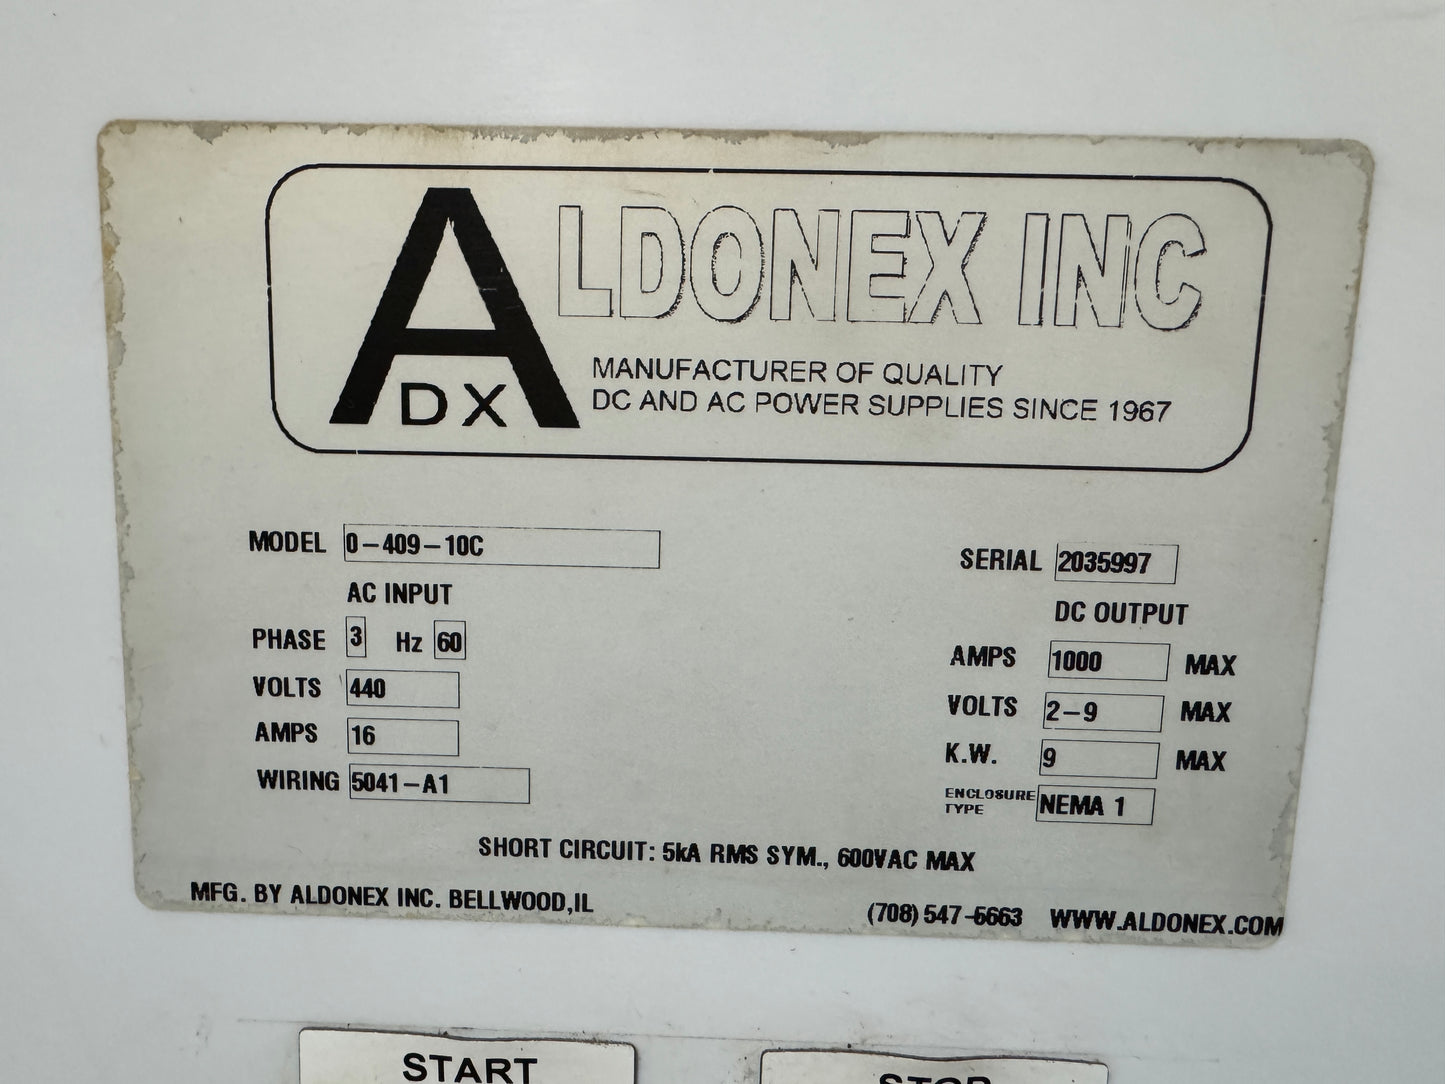 ALDONEX INC
DX
MANUFACTURER OF QUALITY
DC AND AC POWER SUPPLIES SINCE 1967
MODEL 0-409-10C
SERIAL 2035997
AC INPUT
DC OUTPUT
PHASE 3 Hz 60
AMPS 1000 MAX
VOLTS 440
VOLTS 2-9 MAX
AMPS 16
K.W. 9 MAX
WIRING 5041-A1
ENCLOSURE
TYPE
NEMA 1
SHORT CIRCUIT: 5kA RMS SYM., 600VAC MAX
MFG. BY ALDONEX INC. BELLWOOD,IL
(708) 547-5663 WWW.ALDONEX.COM
START
STOP